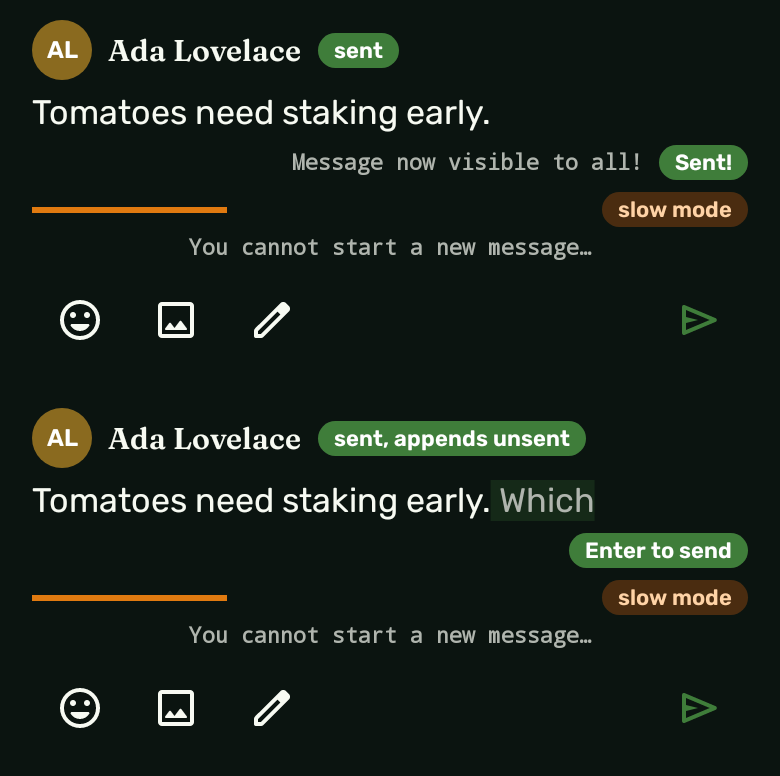 AL Ada Lovelace sent
Tomatoes need staking early.
Message now visible to all! Sent!
slow mode
You cannot start a new message…
AL Ada Lovelace sent, appends unsent
Tomatoes need staking early. Which
Enter to send
slow mode
You cannot start a new message…